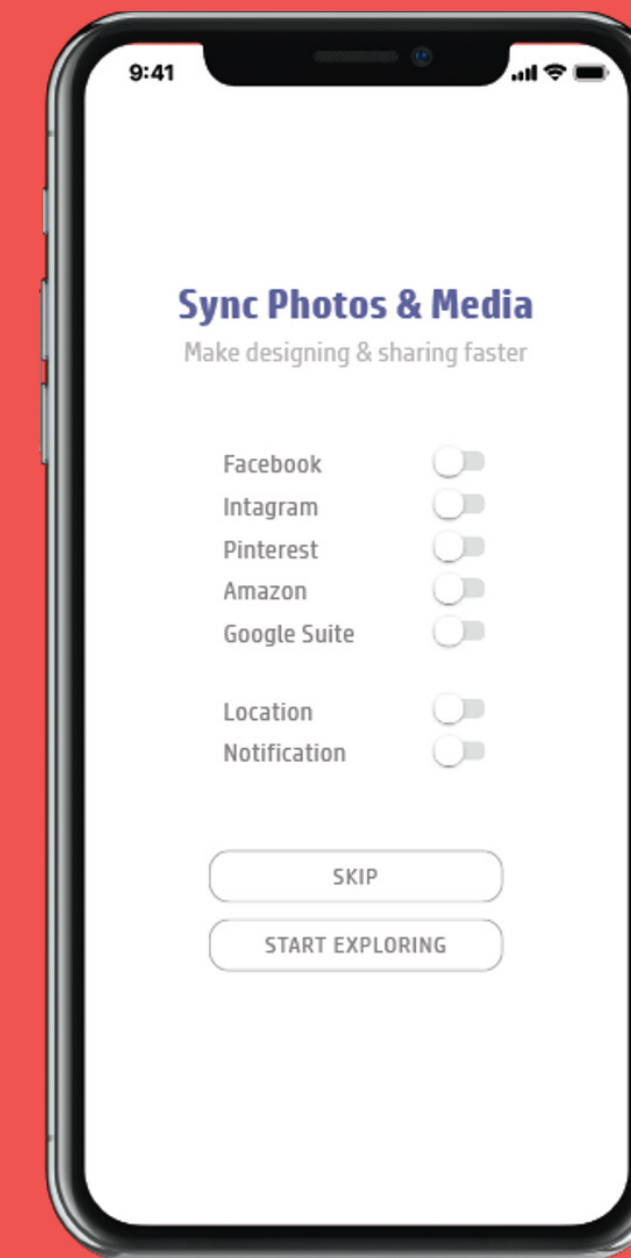 9:41
Sync Photos & Media
Make designing & sharing faster
Facebook
Intagram
Pinterest
Amazon
Google Suite
Location
Notification
SKIP
START EXPLORING